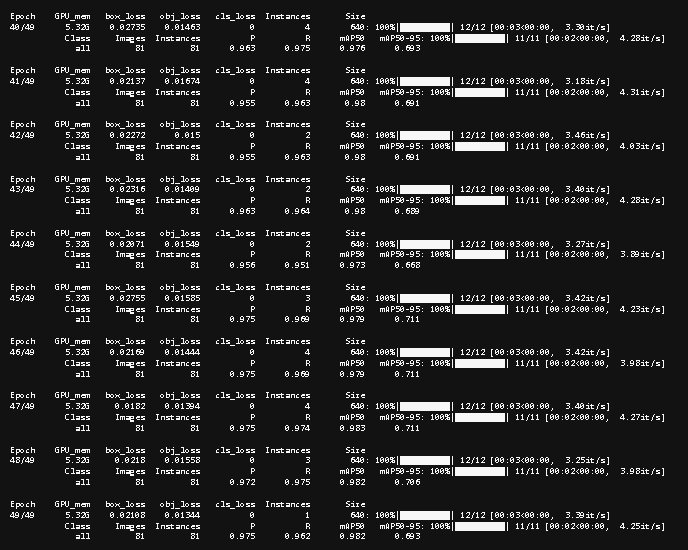 Epoch GPU_mem box_loss obj_loss cls_loss Instances Size
40/49 5.32G 0.02735 0.01463 0 4 640: 100%| | 12/12 [00:03<00:00, 3.30it/s]
Class Images Instances P R mAP50 mAP50-95: 100%| | 11/11 [00:02<00:00, 4.28it/s]
all 81 81 0.963 0.975 0.976 0.693
Epoch GPU_mem box_loss obj_loss cls_loss Instances Size
41/49 5.32G 0.02137 0.01674 0 4 640: 100%| | 12/12 [00:03<00:00, 3.18it/s]
Class Images Instances P R mAP50 mAP50-95: 100%| | 11/11 [00:02<00:00, 4.31it/s]
all 81 81 0.955 0.963 0.98 0.691
Epoch GPU_mem box_loss obj_loss cls_loss Instances Size
42/49 5.32G 0.02272 0.015 0 2 640: 100%| | 12/12 [00:03<00:00, 3.46it/s]
Class Images Instances P R mAP50 mAP50-95: 100%| | 11/11 [00:02<00:00, 4.03it/s]
all 81 81 0.955 0.963 0.98 0.691
Epoch GPU_mem box_loss obj_loss cls_loss Instances Size
43/49 5.32G 0.02316 0.01409 0 2 640: 100%| | 12/12 [00:03<00:00, 3.40it/s]
Class Images Instances P R mAP50 mAP50-95: 100%| | 11/11 [00:02<00:00, 4.28it/s]
all 81 81 0.963 0.964 0.98 0.689
Epoch GPU_mem box_loss obj_loss cls_loss Instances Size
44/49 5.32G 0.02071 0.01549 0 2 640: 100%| | 12/12 [00:03<00:00, 3.27it/s]
Class Images Instances P R mAP50 mAP50-95: 100%| | 11/11 [00:02<00:00, 3.89it/s]
all 81 81 0.956 0.951 0.973 0.668
Epoch GPU_mem box_loss obj_loss cls_loss Instances Size
45/49 5.32G 0.02755 0.01585 0 3 640: 100%| | 12/12 [00:03<00:00, 3.42it/s]
Class Images Instances P R mAP50 mAP50-95: 100%| | 11/11 [00:02<00:00, 4.23it/s]
all 81 81 0.975 0.969 0.979 0.711
Epoch GPU_mem box_loss obj_loss cls_loss Instances Size
46/49 5.32G 0.02169 0.01444 0 4 640: 100%| | 12/12 [00:03<00:00, 3.42it/s]
Class Images Instances P R mAP50 mAP50-95: 100%| | 11/11 [00:02<00:00, 3.98it/s]
all 81 81 0.975 0.969 0.979 0.711
Epoch GPU_mem box_loss obj_loss cls_loss Instances Size
47/49 5.32G 0.0182 0.01394 0 4 640: 100%| | 12/12 [00:03<00:00, 3.40it/s]
Class Images Instances P R mAP50 mAP50-95: 100%| | 11/11 [00:02<00:00, 4.27it/s]
all 81 81 0.975 0.974 0.983 0.711
Epoch GPU_mem box_loss obj_loss cls_loss Instances Size
48/49 5.32G 0.0218 0.01558 0 3 640: 100%| | 12/12 [00:03<00:00, 3.25it/s]
Class Images Instances P R mAP50 mAP50-95: 100%| | 11/11 [00:02<00:00, 3.98it/s]
all 81 81 0.972 0.975 0.982 0.706
Epoch GPU_mem box_loss obj_loss cls_loss Instances Size
49/49 5.32G 0.02108 0.01344 0 1 640: 100%| | 12/12 [00:03<00:00, 3.39it/s]
Class Images Instances P R mAP50 mAP50-95: 100%| | 11/11 [00:02<00:00, 4.25it/s]
all 81 81 0.975 0.962 0.982 0.693